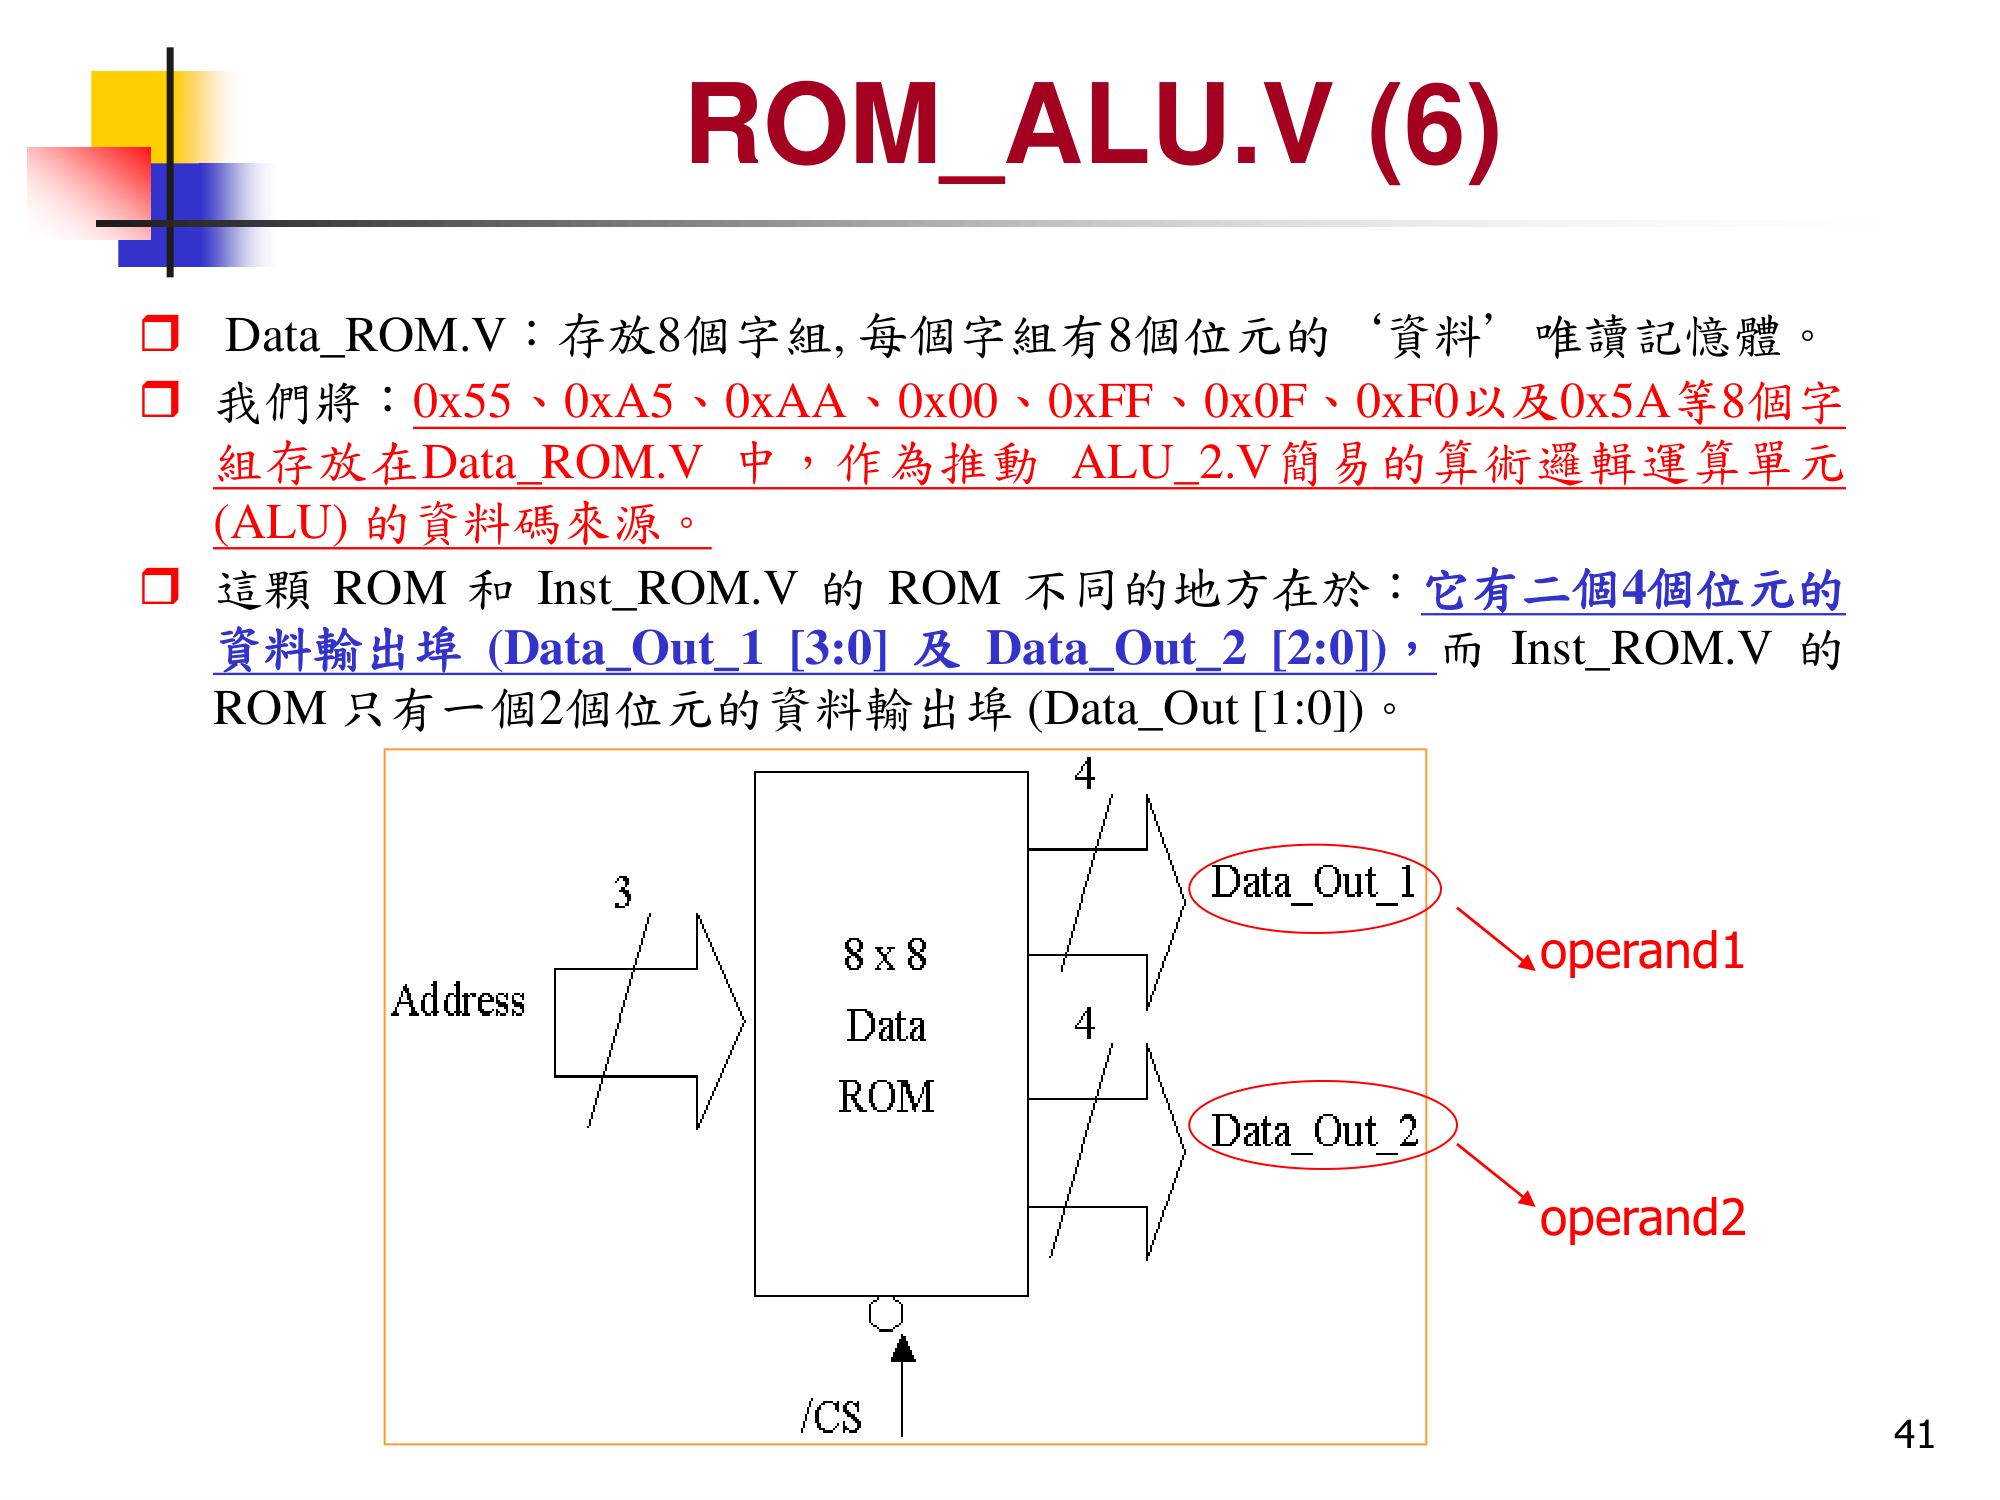 ROM_ALU.V (6)
Data_ROM.V：存放8個字組, 每個字組有8個位元的‘資料’唯讀記憶體。
我們將：0x55、0xA5、0xAA、0x00、0xFF、0x0F、0xF0以及0x5A等8個字
組存放在Data_ROM.V 中，作為推動 ALU_2.V簡易的算術邏輯運算單元
(ALU) 的資料碼來源。
這顆 ROM 和 Inst_ROM.V 的 ROM 不同的地方在於：它有二個4個位元的
資料輸出埠 (Data_Out_1 [3:0] 及 Data_Out_2 [2:0])，而 Inst_ROM.V 的
ROM 只有一個2個位元的資料輸出埠 (Data_Out [1:0])。
4
Data_Out_1
3
operand1
8 x 8
Address
Data
4
ROM
Data_Out_2
operand2
/CS
41